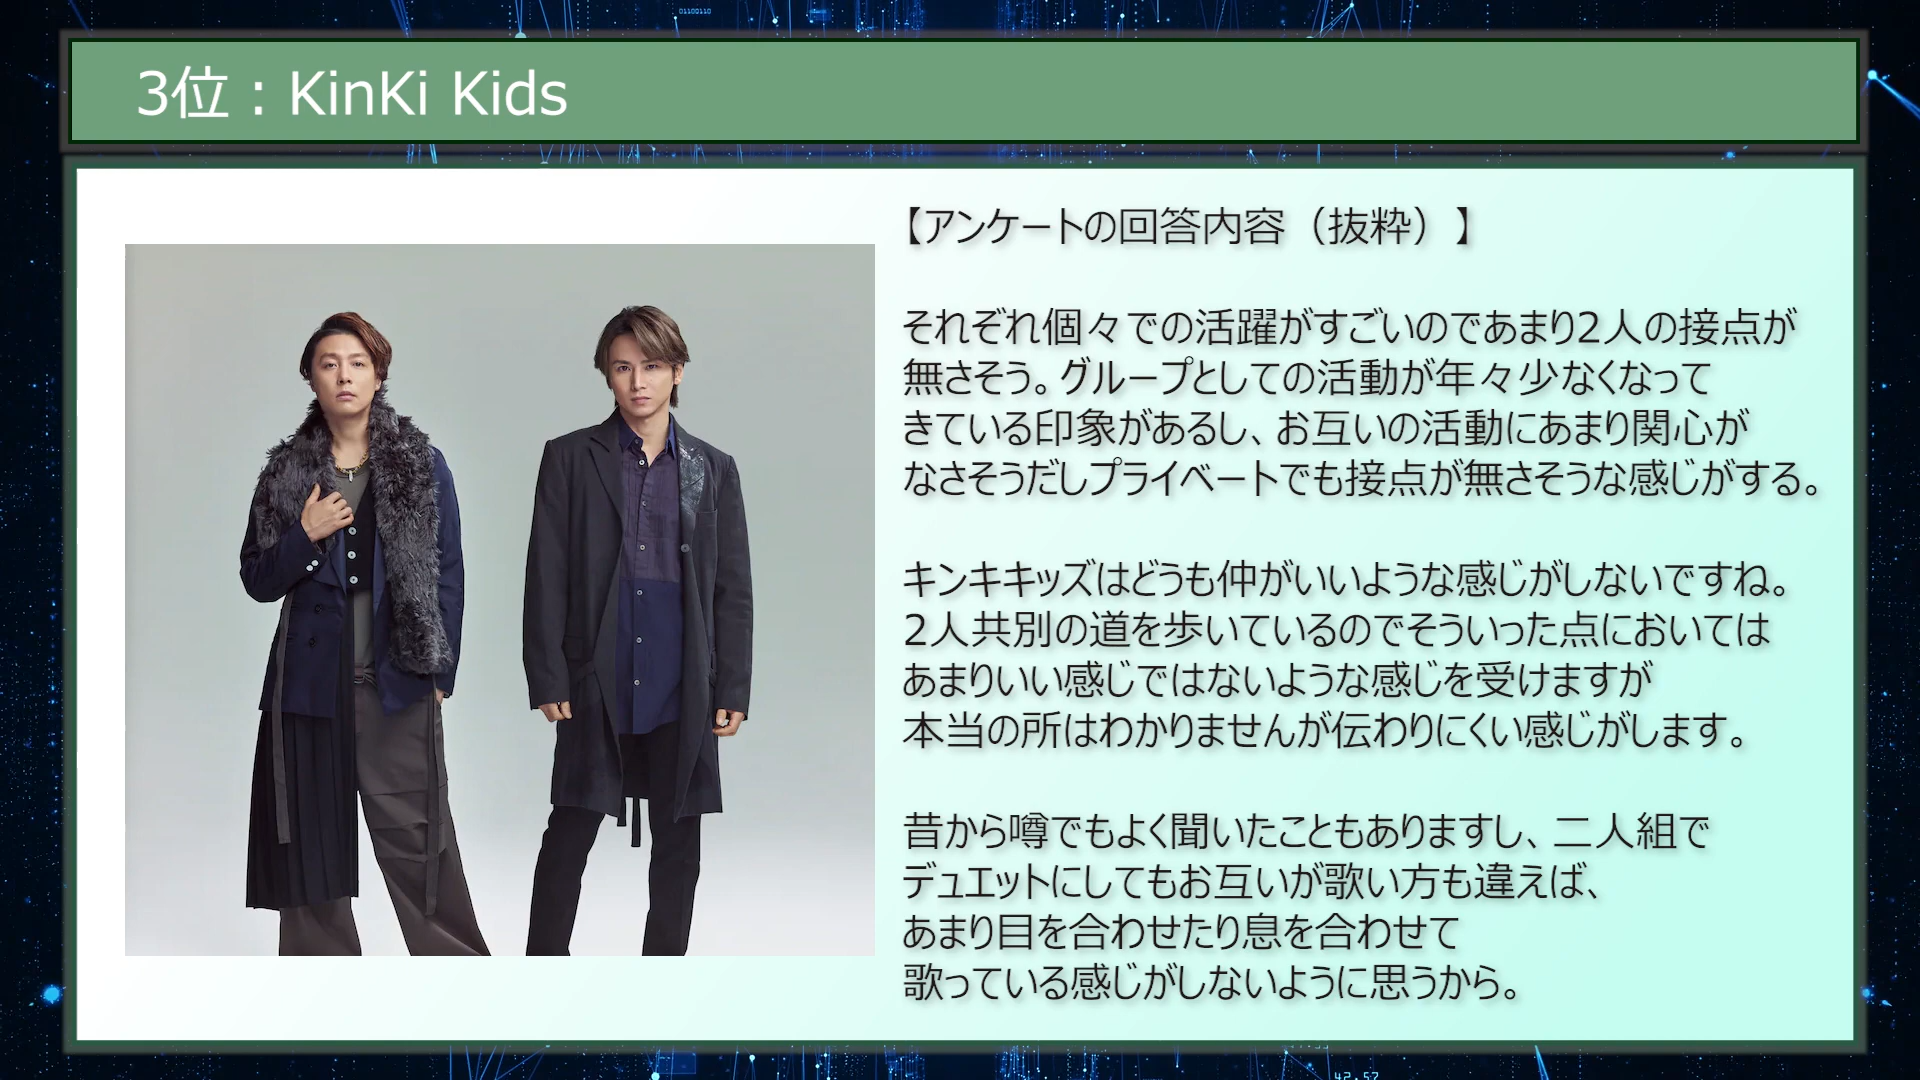 3位：KinKi Kids
【アンケートの回答内容（抜粋）】
それぞれ個々での活躍がすごいのであまり2人の接点が
無さそう。グループとしての活動が年々少なくなって
きている印象があるし、お互いの活動にあまり関心が
なさそうだしプライベートでも接点が無さそうな感じがする。
キンキキッズはどうも仲がいいような感じがしないですね。
2人共別の道を歩いているのでそういった点においては
あまりいい感じではないような感じを受けますが
本当の所はわかりませんが伝わりにくい感じがします。
昔から噂でもよく聞いたこともありますし、二人組で
デュエットにしてもお互いが歌い方も違えば、
あまり目を合わせたり息を合わせて
歌っている感じがしないように思うから。